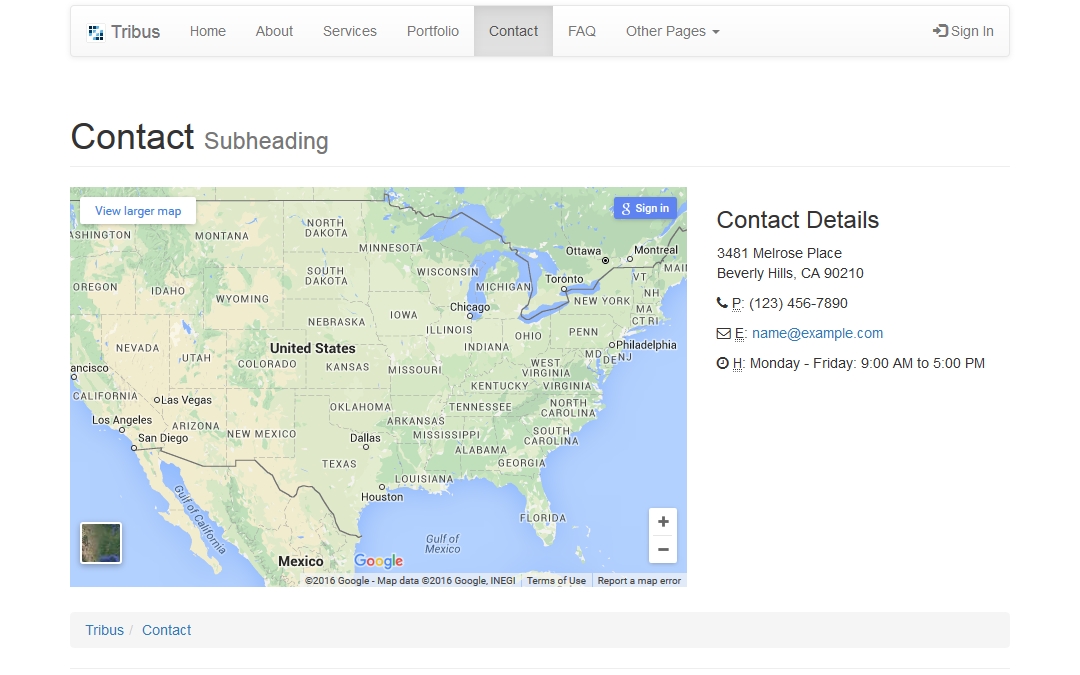 Tribus Home About Services Portfolio Contact FAQ Other Pages Sign In
Contact Subheading
View larger map
Sign in
NORTH
DAKOTA
ASHINGTON
MONTANA
MINNESOTA
Ottawa
Montreal
SOUTH
DAKOTA
WISCONSIN
Toronto
VT
MAI
OREGON
IDAHO
WYOMING
MICHIGAN
NH
NEW YORK
Chicago
MA
CT RI
NEBRASKA
IOWA
ILLINOIS
OHIO
PENN
Philadelphia
NEVADA
UTAH
United States
INDIANA
MD
DE
NJ
COLORADO
KANSAS
MISSOURI
WEST
VIRGINIA
ancisco
KENTUCKY
VIRGINIA
CALIFORNIA
Las Vegas
OKLAHOMA
TENNESSEE
NORTH
CAROLINA
Los Angeles
ARIZONA
NEW MEXICO
ARKANSAS
San Diego
Dallas
MISSISSIPPI
SOUTH
CAROLINA
ALABAMA
TEXAS
GEORGIA
LOUISIANA
Houston
Gulf of California
FLORIDA
Gulf of
Mexico
Mexico
Google
+
−
©2016 Google - Map data ©2016 Google, INEGI Terms of Use Report a map error
Contact Details
3481 Melrose Place
Beverly Hills, CA 90210
P: (123) 456-7890
E: name@example.com
H: Monday - Friday: 9:00 AM to 5:00 PM
Tribus / Contact